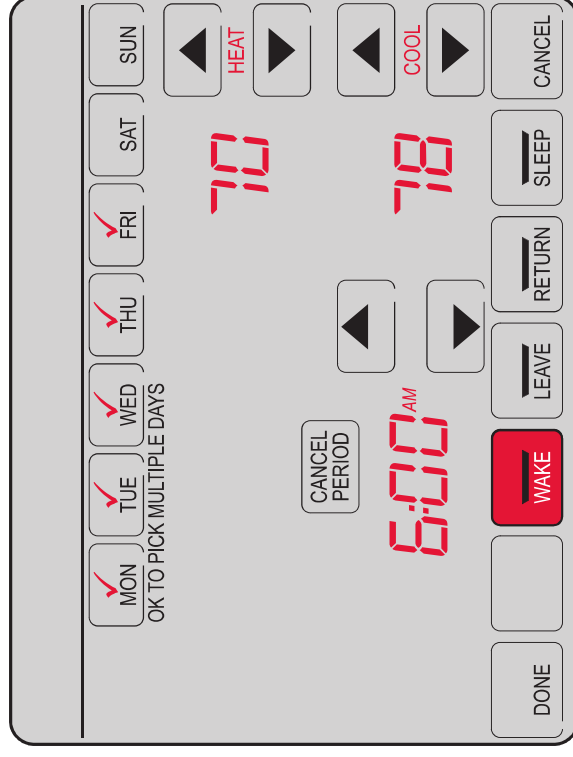 MON TUE WED THU FRI SAT SUN
OK TO PICK MULTIPLE DAYS
70 HEAT
CANCEL
PERIOD
6:00 AM 78 COOL
DONE WAKE LEAVE RETURN SLEEP CANCEL